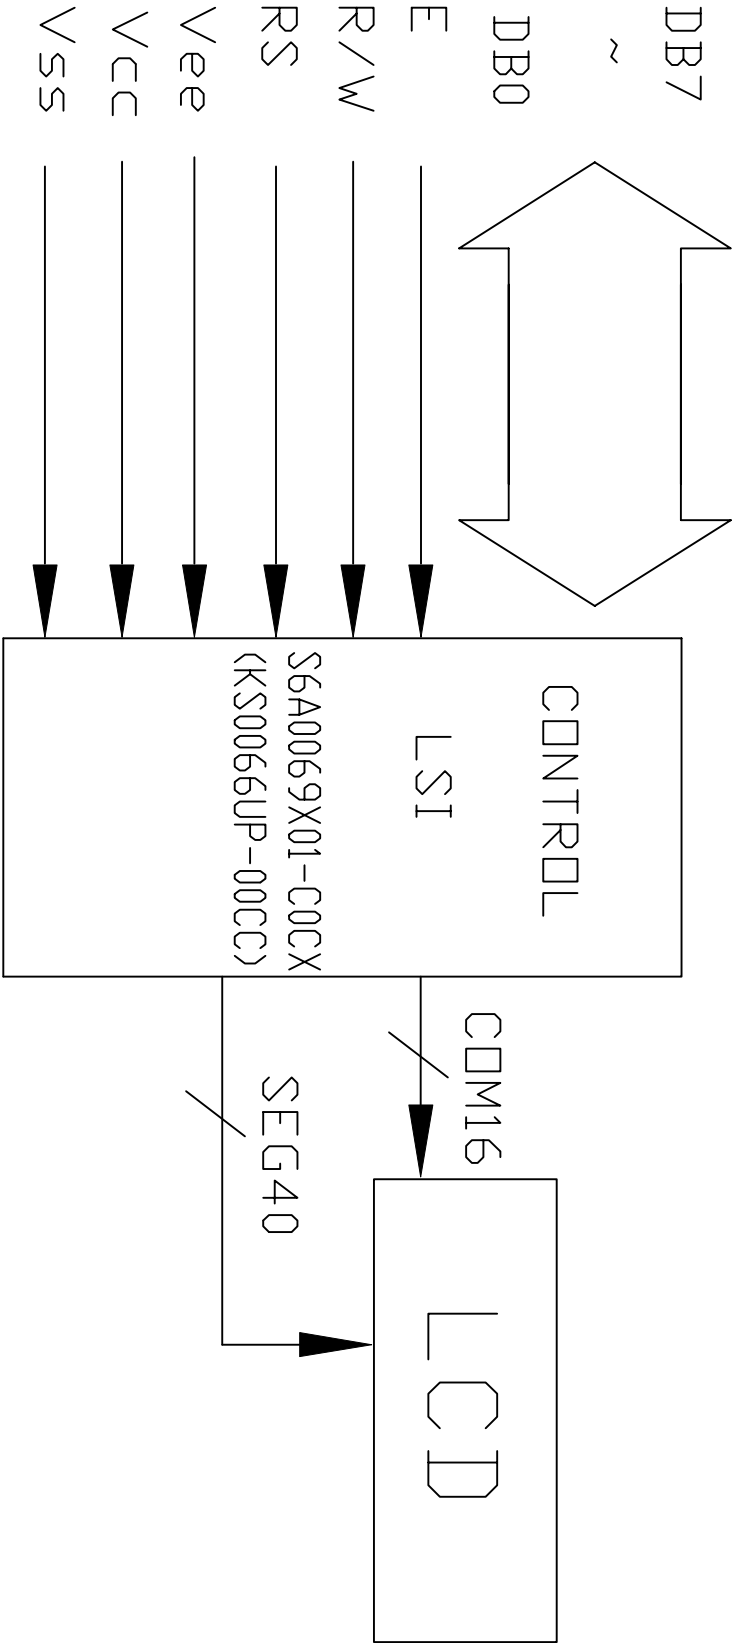 DB7
~
DB0
E
R/W
RS
Vee
Vcc
Vss
CONTROL
LSI
S6A0069X01-C0CX
(KS0066UP-00CC)
COM16
SEG40
LCD